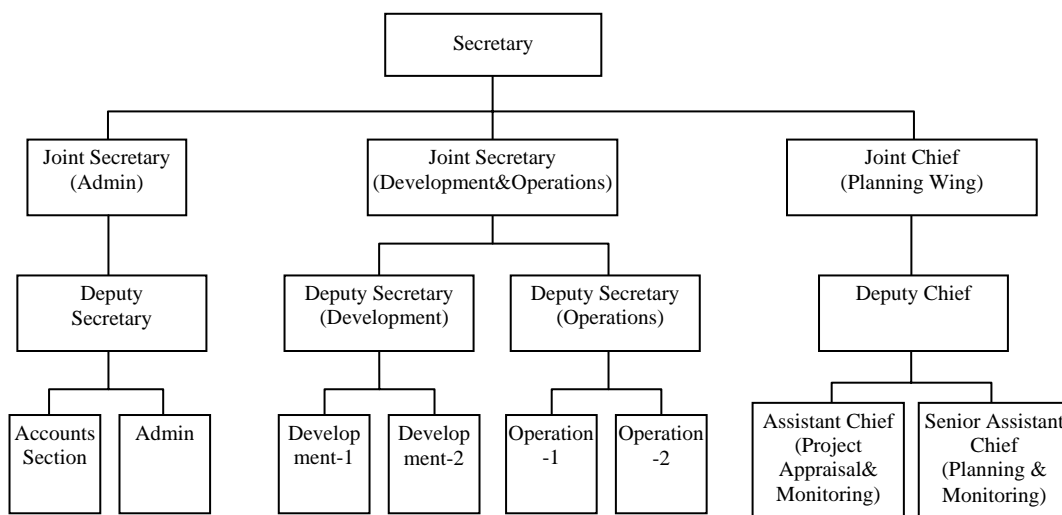 Secretary
Joint Secretary
(Admin)
Joint Secretary
(Development&Operations)
Joint Chief
(Planning Wing)
Deputy
Secretary
Deputy Secretary
(Development)
Deputy Secretary
(Operations)
Deputy Chief
Accounts
Section
Admin
Develop
ment-1
Develop
ment-2
Operation
-1
Operation
-2
Assistant Chief
(Project
Appraisal&
Monitoring)
Senior Assistant
Chief
(Planning &
Monitoring)